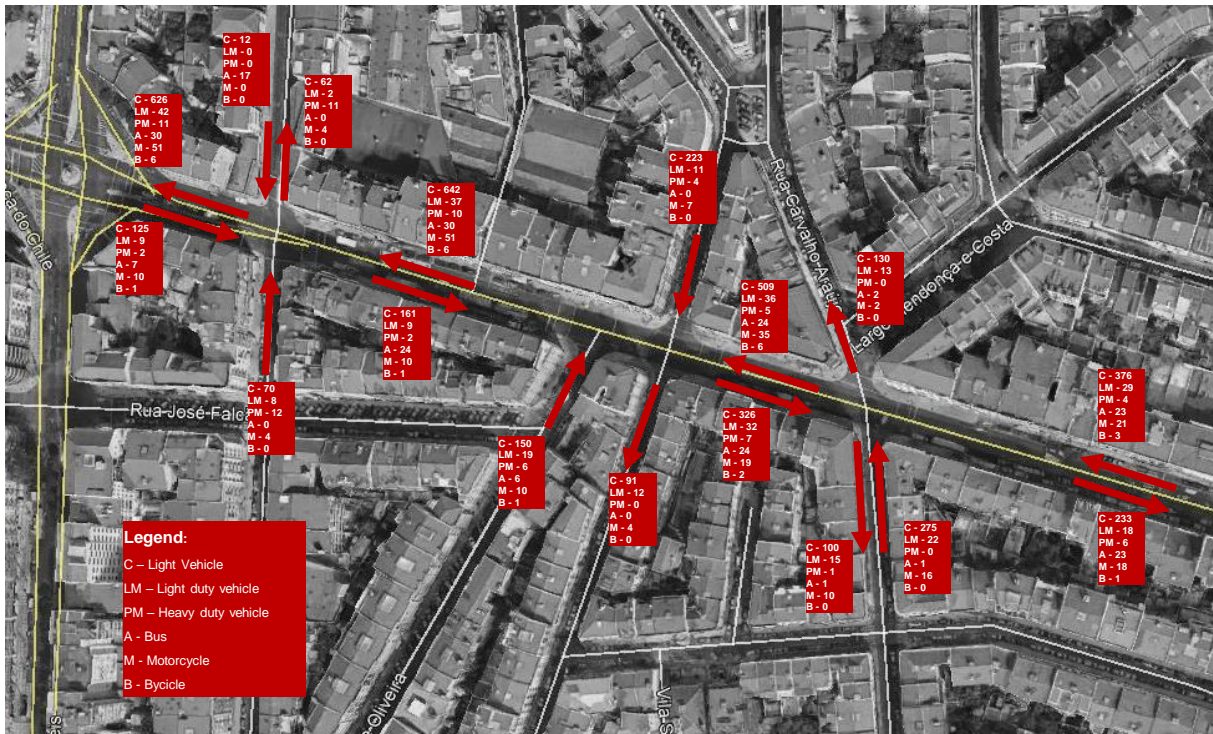 C - 12
LM - 0
PM - 0
A - 17
M - 0
B - 0
C - 62
LM - 2
PM - 11
A - 0
M - 4
B - 0
C - 626
LM - 42
PM - 11
A - 30
M - 51
B - 6
C - 223
LM - 11
PM - 4
A - 0
M - 7
B - 0
C - 642
LM - 37
PM - 10
A - 30
M - 51
B - 6
Rua Carvalho Araújo
Largo Mendonça e Costa
do Chile
C - 125
LM - 9
PM - 2
A - 7
M - 10
B - 1
C - 130
LM - 13
PM - 0
A - 2
M - 2
B - 0
C - 509
LM - 36
PM - 5
A - 24
M - 35
B - 6
C - 161
LM - 9
PM - 2
A - 24
M - 10
B - 1
C - 376
LM - 29
PM - 4
A - 23
M - 21
B - 3
C - 70
LM - 8
PM - 12
A - 0
M - 4
B - 0
Rua José Falc
C - 326
LM - 32
PM - 7
A - 24
M - 19
B - 2
C - 150
LM - 19
PM - 6
A - 6
M - 10
B - 1
C - 91
LM - 12
PM - 0
A - 0
M - 4
B - 0
C - 233
LM - 18
PM - 6
A - 23
M - 18
B - 1
C - 275
LM - 22
PM - 0
A - 1
M - 16
B - 0
C - 100
LM - 15
PM - 1
A - 1
M - 10
B - 0
Legend:
C – Light Vehicle
LM – Light duty vehicle
PM – Heavy duty vehicle
A - Bus
M - Motorcycle
B - Bycicle
Oliveira
Vila